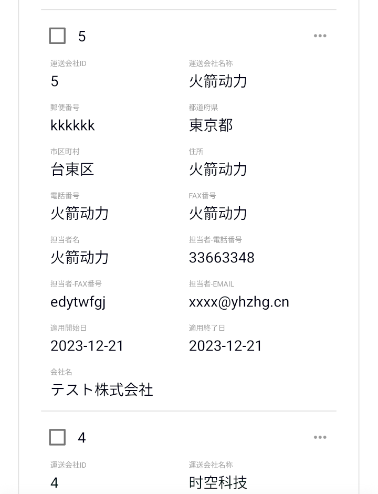 5 •••
運送会社ID 運送会社名称
5 火箭动力
郵便番号 都道府県
kkkkkk 東京都
市区町村 住所
台東区 火箭动力
電話番号 FAX番号
火箭动力 火箭动力
担当者名 担当者-電話番号
火箭动力 33663348
担当者-FAX番号 担当者-EMAIL
edytwfgj xxxx@yhzhg.cn
適用開始日 適用終了日
2023-12-21 2023-12-21
会社名
テスト株式会社
4 •••
運送会社ID 運送会社名称
4 时空科技